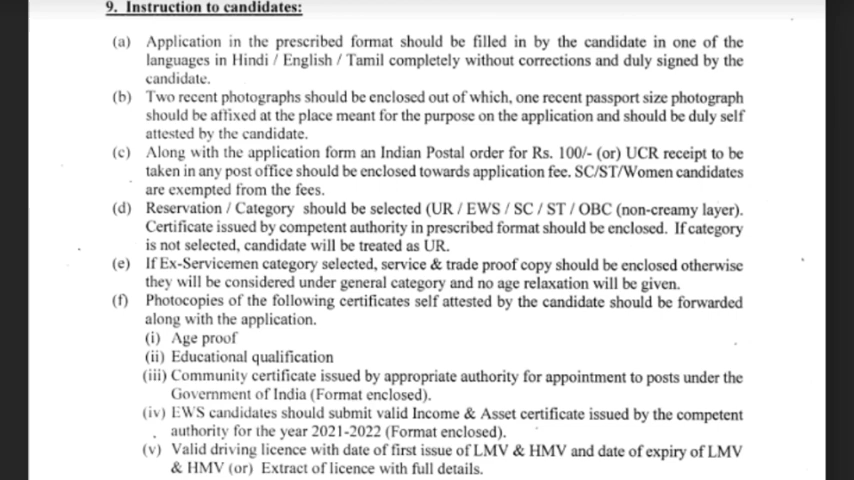 9. Instruction to candidates:
(a) Application in the prescribed format should be filled in by the candidate in one of the
languages in Hindi / English / Tamil completely without corrections and duly signed by the
candidate.
(b) Two recent photographs should be enclosed out of which, one recent passport size photograph
should be affixed at the place meant for the purpose on the application and should be duly self
attested by the candidate.
(c) Along with the application form an Indian Postal order for Rs. 100/- (or) UCR receipt to be
taken in any post office should be enclosed towards application fee. SC/ST/Women candidates
are exempted from the fees.
(d) Reservation / Category should be selected (UR / EWS / SC / ST / OBC (non-creamy layer).
Certificate issued by competent authority in prescribed format should be enclosed. If category
is not selected, candidate will be treated as UR.
(e) If Ex-Servicemen category selected, service & trade proof copy should be enclosed otherwise
they will be considered under general category and no age relaxation will be given.
(f) Photocopies of the following certificates self attested by the candidate should be forwarded
along with the application.
(i) Age proof
(ii) Educational qualification
(iii) Community certificate issued by appropriate authority for appointment to posts under the
Government of India (Format enclosed).
(iv) EWS candidates should submit valid Income & Asset certificate issued by the competent
authority for the year 2021-2022 (Format enclosed).
(v) Valid driving licence with date of first issue of LMV & HMV and date of expiry of LMV
& HMV (or) Extract of licence with full details.